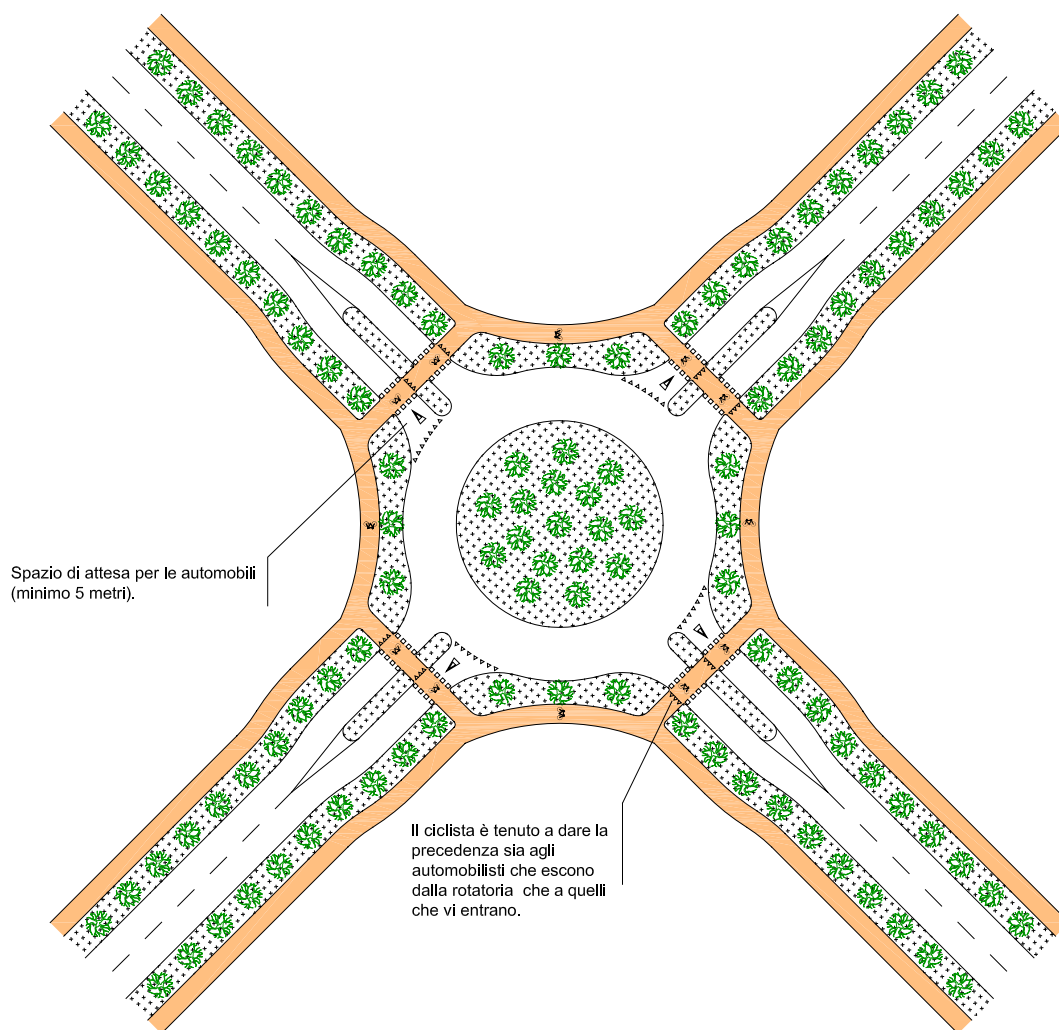 Spazio di attesa per le automobili
(minimo 5 metri).
Il ciclista è tenuto a dare la
precedenza sia agli
automobilisti che escono
dalla rotatoria che a quelli
che vi entrano.